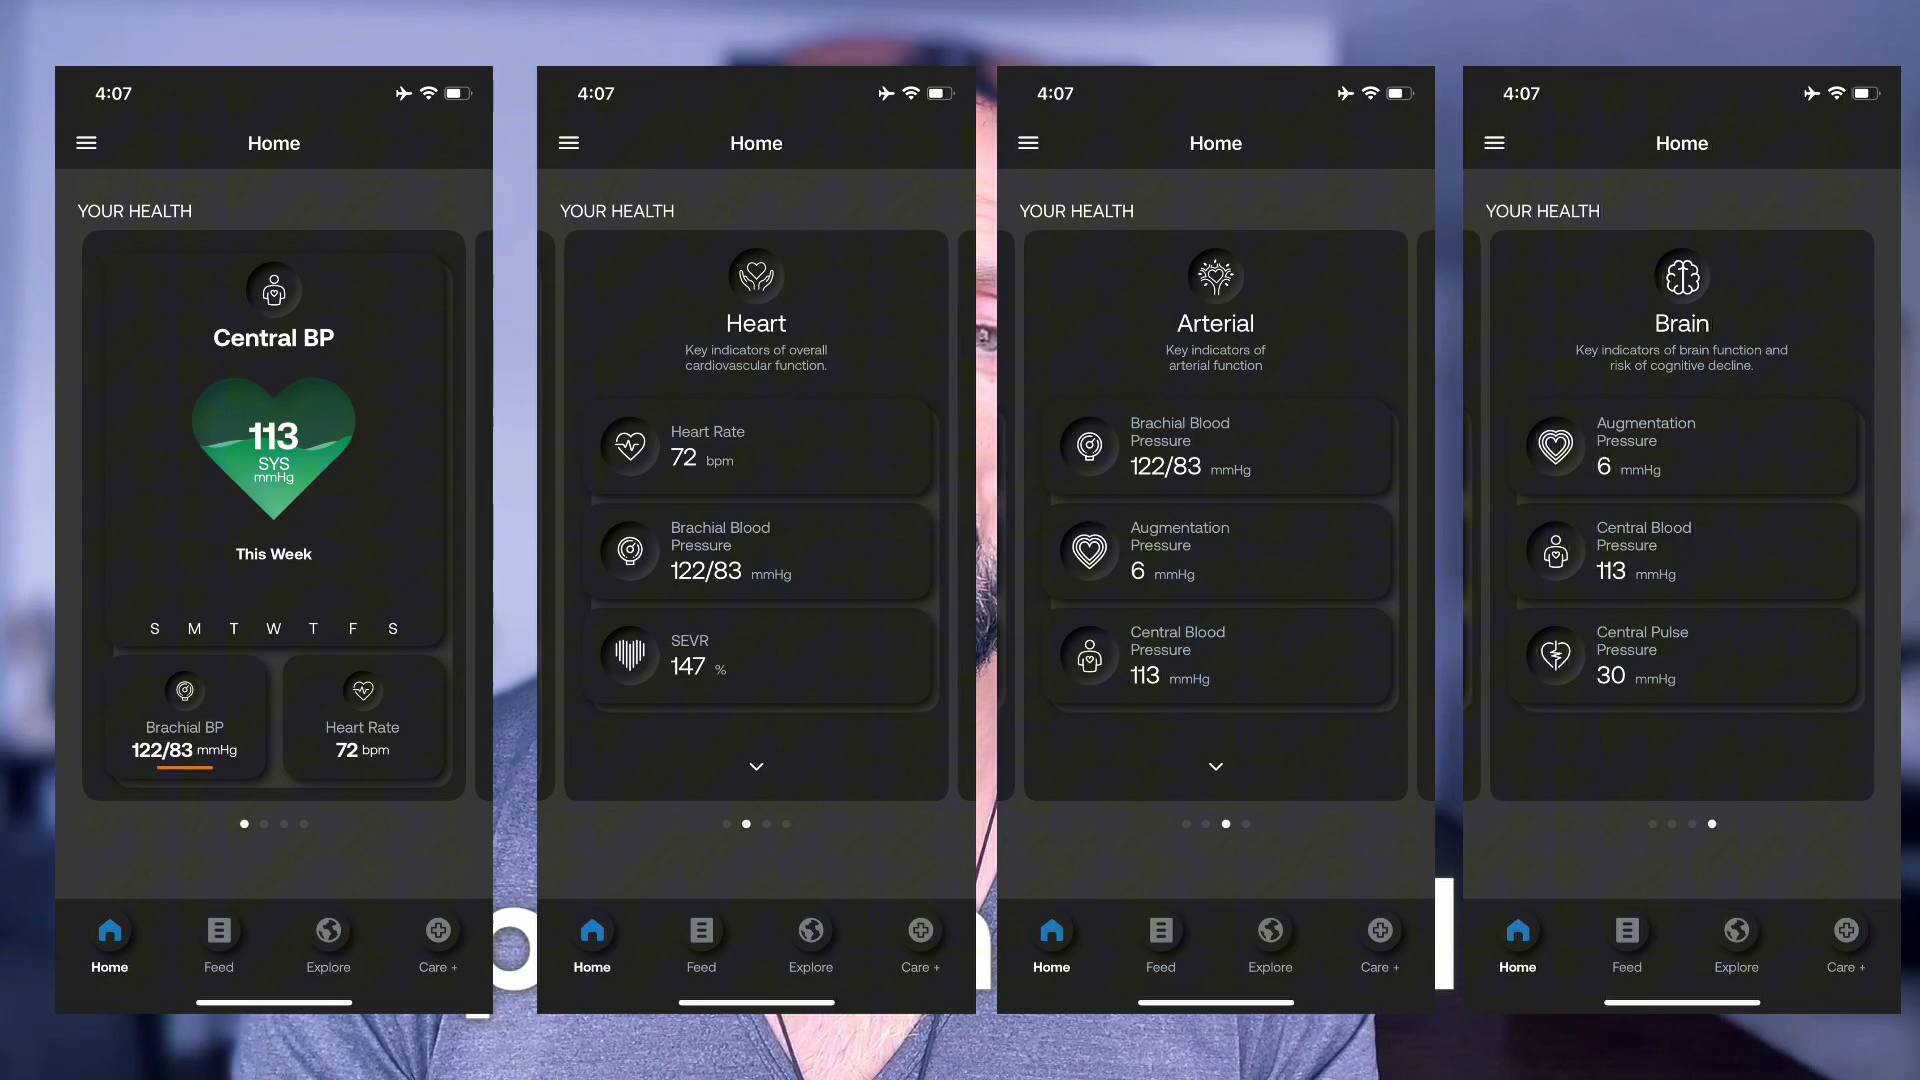 4:07
Home
YOUR HEALTH
Central BP
113
SYS
mmHg
This Week
S M T W T F S
Brachial BP
122/83 mmHg
Heart Rate
72 bpm
Home Feed Explore Care +
4:07
Home
YOUR HEALTH
Heart
Key indicators of overall
cardiovascular function.
Heart Rate
72 bpm
Brachial Blood
Pressure
122/83 mmHg
SEVR
147 %
Home Feed Explore Care +
4:07
Home
YOUR HEALTH
Arterial
Key indicators of
arterial function
Brachial Blood
Pressure
122/83 mmHg
Augmentation
Pressure
6 mmHg
Central Blood
Pressure
113 mmHg
Home Feed Explore Care +
4:07
Home
YOUR HEALTH
Brain
Key indicators of brain function and
risk of cognitive decline.
Augmentation
Pressure
6 mmHg
Central Blood
Pressure
113 mmHg
Central Pulse
Pressure
30 mmHg
Home Feed Explore Care +